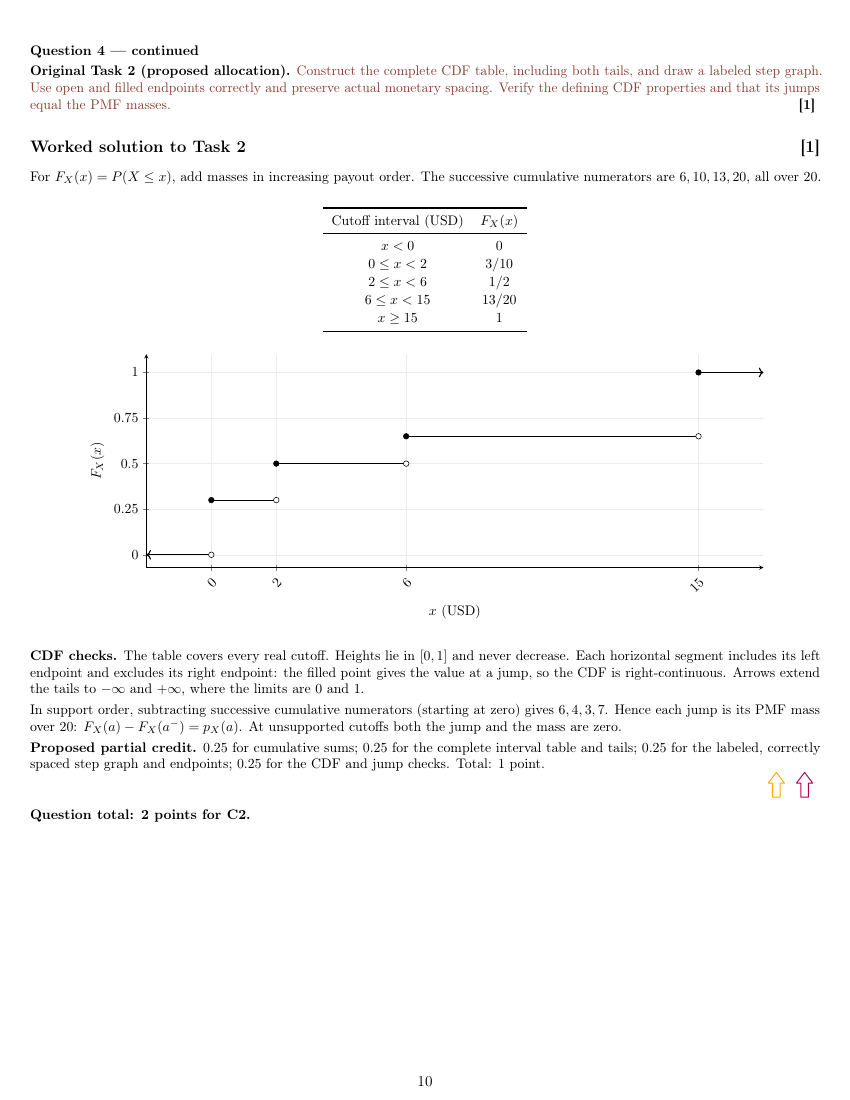 Question 4 — continued
Original Task 2 (proposed allocation). Construct the complete CDF table, including both tails, and draw a labeled step graph.
Use open and filled endpoints correctly and preserve actual monetary spacing. Verify the defining CDF properties and that its jumps
equal the PMF masses. [1]
Worked solution to Task 2 [1]
For F_X(x) = P(X ≤ x), add masses in increasing payout order. The successive cumulative numerators are 6, 10, 13, 20, all over 20.
Cutoff interval (USD) F_X(x)
x < 0 0
0 ≤ x < 2 3/10
2 ≤ x < 6 1/2
6 ≤ x < 15 13/20
x ≥ 15 1
1
0.75
0.5
0.25
0
F_X(x)
0 2 6 15
x (USD)
CDF checks. The table covers every real cutoff. Heights lie in [0, 1] and never decrease. Each horizontal segment includes its left
endpoint and excludes its right endpoint: the filled point gives the value at a jump, so the CDF is right-continuous. Arrows extend
the tails to −∞ and +∞, where the limits are 0 and 1.
In support order, subtracting successive cumulative numerators (starting at zero) gives 6, 4, 3, 7. Hence each jump is its PMF mass
over 20: F_X(a) − F_X(a⁻) = p_X(a). At unsupported cutoffs both the jump and the mass are zero.
Proposed partial credit. 0.25 for cumulative sums; 0.25 for the complete interval table and tails; 0.25 for the labeled, correctly
spaced step graph and endpoints; 0.25 for the CDF and jump checks. Total: 1 point.
Question total: 2 points for C2.
10